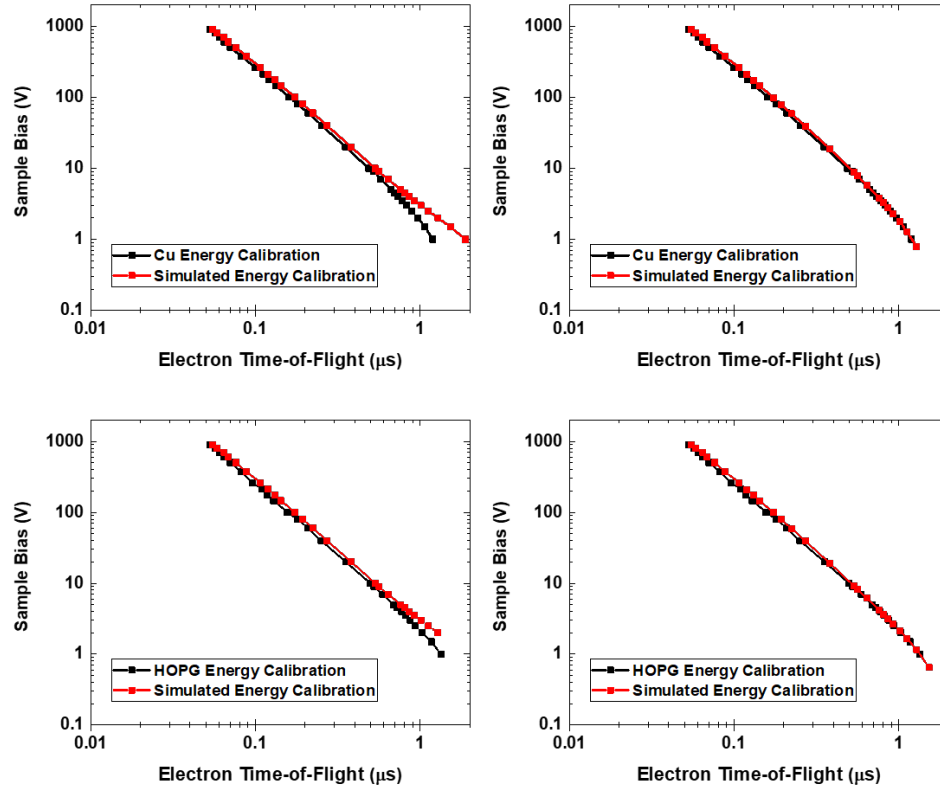 1000
100
10
1
0.1
Sample Bias (V)
Cu Energy Calibration
Simulated Energy Calibration
0.01
0.1
1
Electron Time-of-Flight (μs)
1000
100
10
1
0.1
Sample Bias (V)
Cu Energy Calibration
Simulated Energy Calibration
0.01
0.1
1
Electron Time-of-Flight (μs)
1000
100
10
1
0.1
Sample Bias (V)
HOPG Energy Calibration
Simulated Energy Calibration
0.01
0.1
1
Electron Time-of-Flight (μs)
1000
100
10
1
0.1
Sample Bias (V)
HOPG Energy Calibration
Simulated Energy Calibration
0.01
0.1
1
Electron Time-of-Flight (μs)